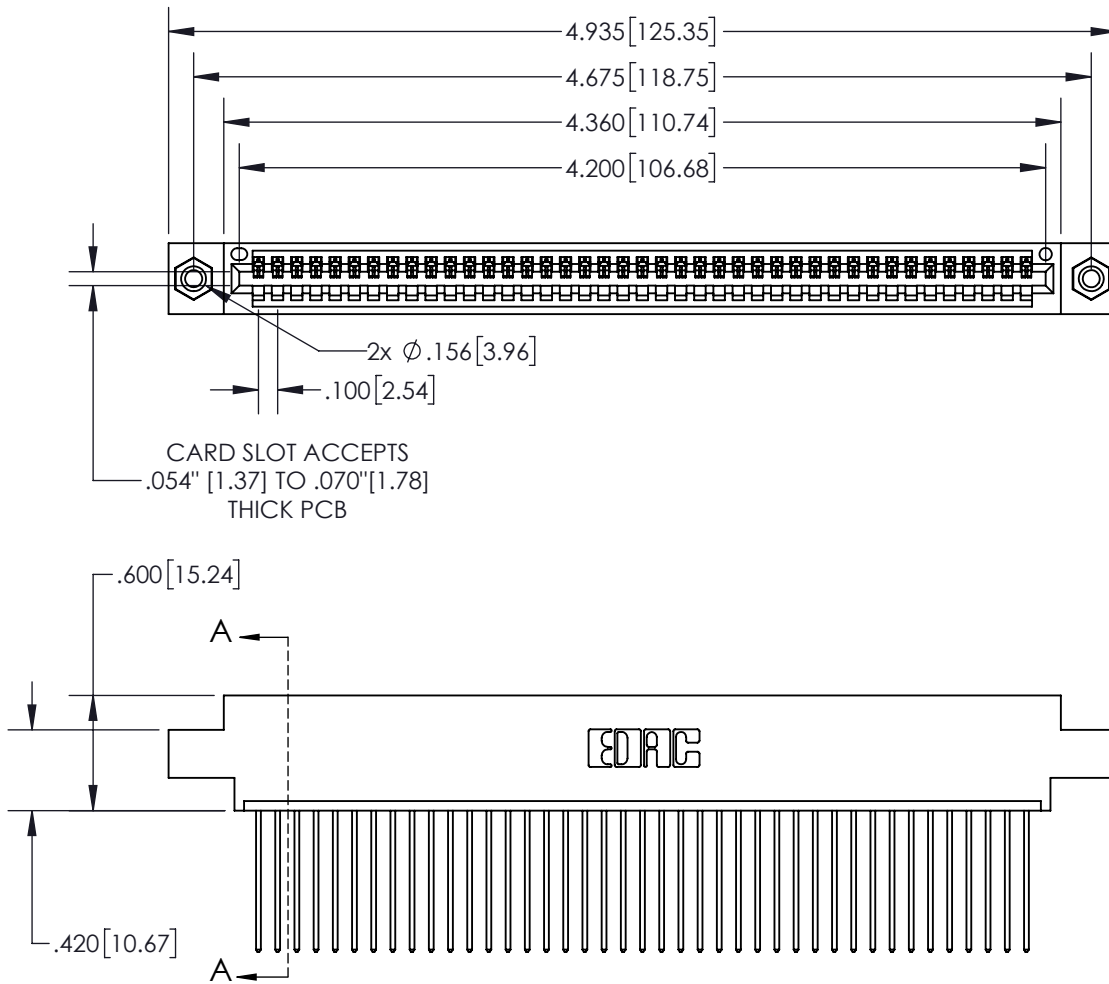 4.935[125.35]
4.675[118.75]
4.360[110.74]
4.200[106.68]
2x Ø.156[3.96]
.100[2.54]
CARD SLOT ACCEPTS
.054" [1.37] TO .070"[1.78]
THICK PCB
.600[15.24]
A
EDAC
.420[10.67]
A